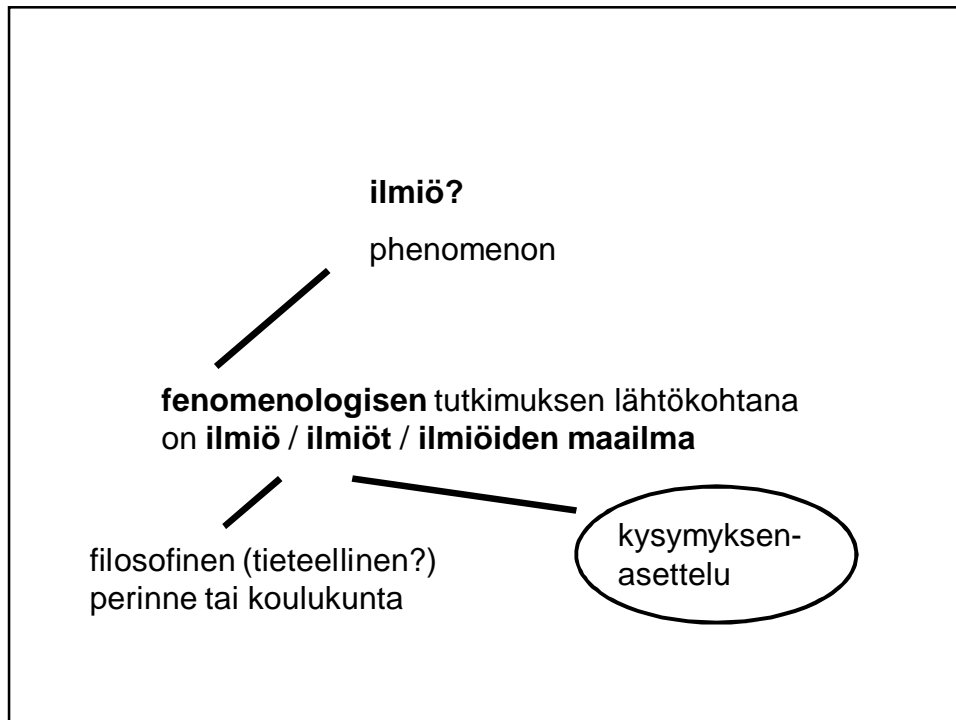 ilmiö?
phenomenon
fenomenologisen tutkimuksen lähtökohtana
on ilmiö / ilmiöt / ilmiöiden maailma
filosofinen (tieteellinen?)
perinne tai koulukunta
kysymyksen-
asettelu